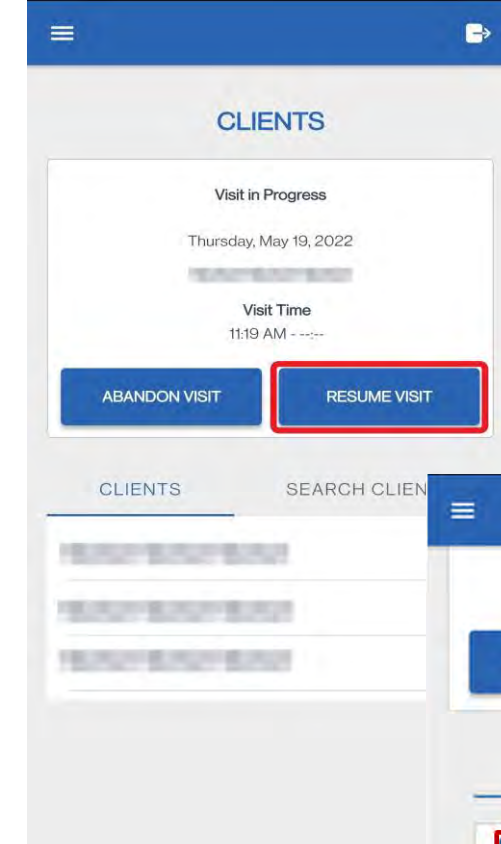 CLIENTS
Visit in Progress
Thursday, May 19, 2022
Visit Time
11:19 AM - --:--
ABANDON VISIT
RESUME VISIT
CLIENTS
SEARCH CLIEN